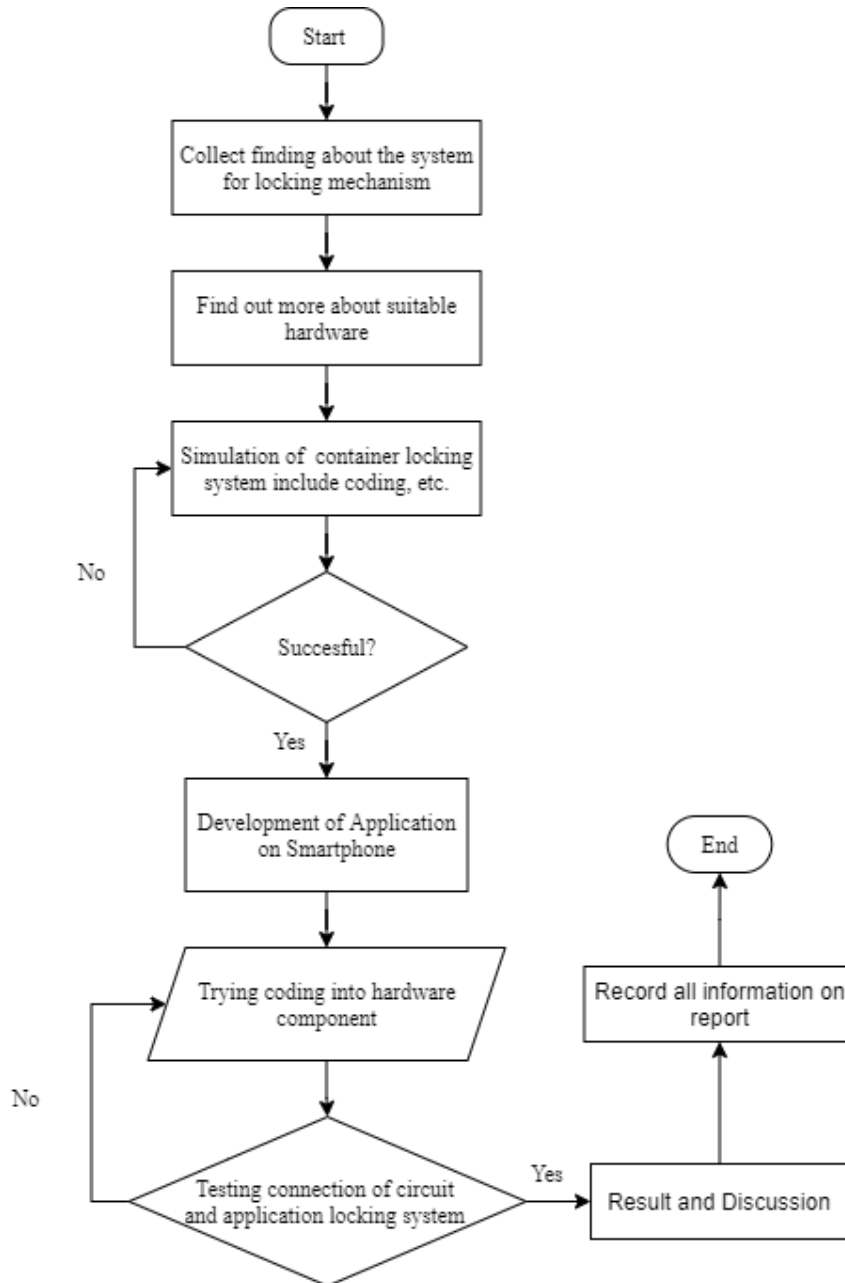 Start
Collect finding about the system
for locking mechanism
Find out more about suitable
hardware
Simulation of  container locking
system include coding, etc.
No
Succesful?
Yes
Development of Application
on Smartphone
Trying coding into hardware
component
No
Testing connection of circuit
and application locking system
Yes
Result and Discussion
Record all information on
report
End